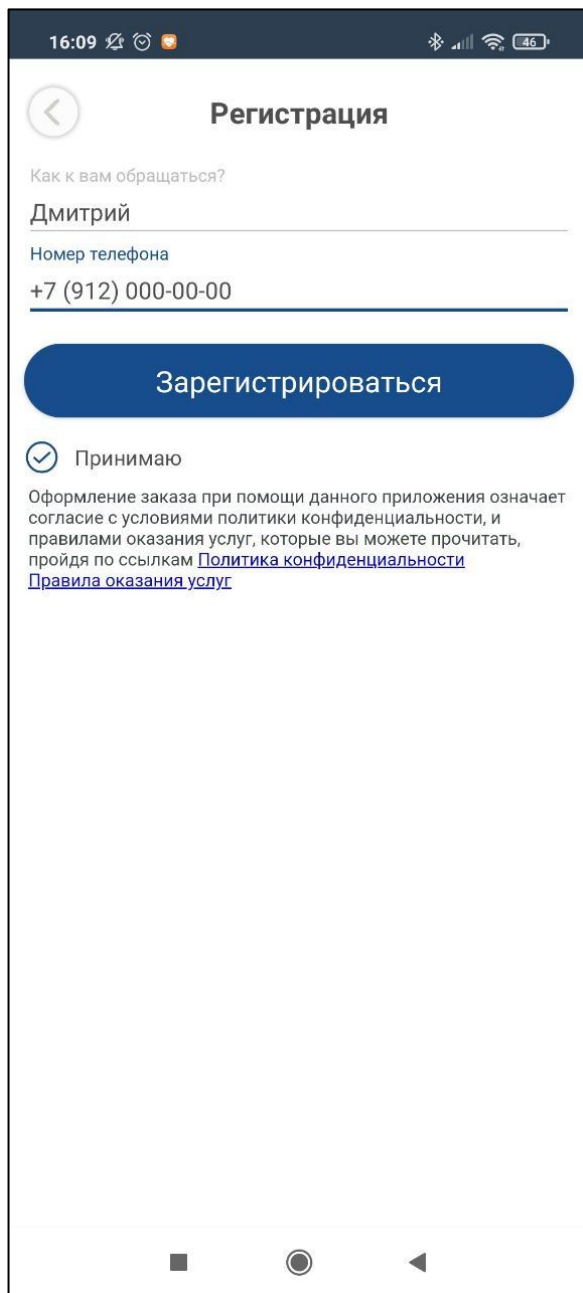 16:09
46
Регистрация
Как к вам обращаться?
Дмитрий
Номер телефона
+7 (912) 000-00-00
Зарегистрироваться
Принимаю
Оформление заказа при помощи данного приложения означает
согласие с условиями политики конфиденциальности, и
правилами оказания услуг, которые вы можете прочитать,
пройдя по ссылкам Политика конфиденциальности
Правила оказания услуг